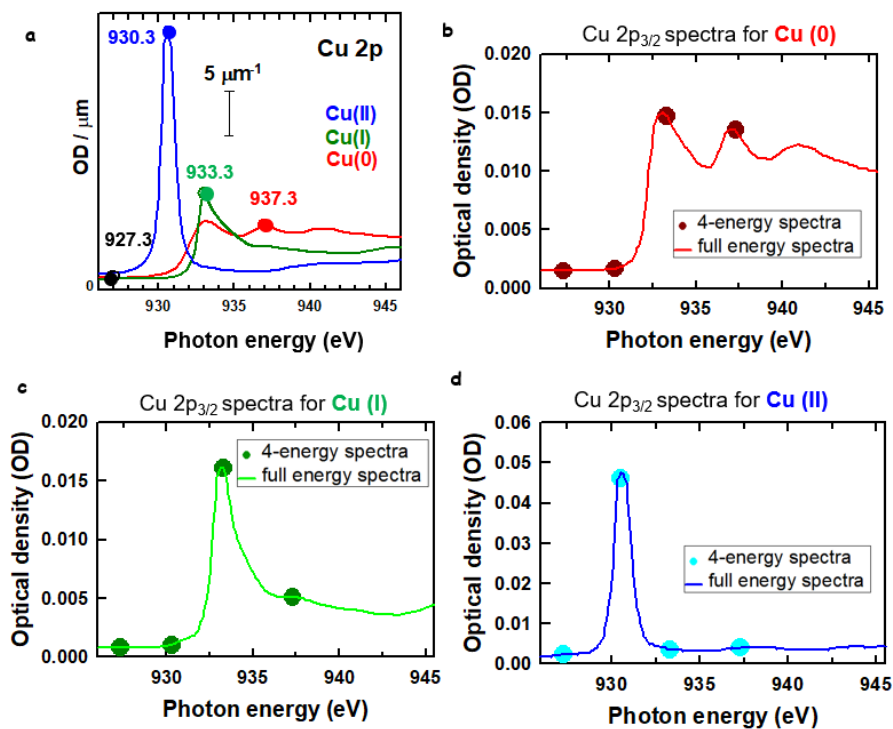 a
930.3
Cu 2p
5 µm-1
Cu(II)
Cu(I)
Cu(0)
933.3
937.3
927.3
OD / µm
0
930
935
940
945
Photon energy (eV)
b
Cu 2p3/2 spectra for Cu (0)
0.020
0.015
0.010
0.005
0.000
Optical density (OD)
4-energy spectra
full energy spectra
930
935
940
945
Photon energy (eV)
c
Cu 2p3/2 spectra for Cu (I)
0.020
0.015
0.010
0.005
0.000
Optical density (OD)
4-energy spectra
full energy spectra
930
935
940
945
Photon energy (eV)
d
Cu 2p3/2 spectra for Cu (II)
0.06
0.05
0.04
0.03
0.02
0.01
0.00
Optical density (OD)
4-energy spectra
full energy spectra
930
935
940
945
Photon energy (eV)